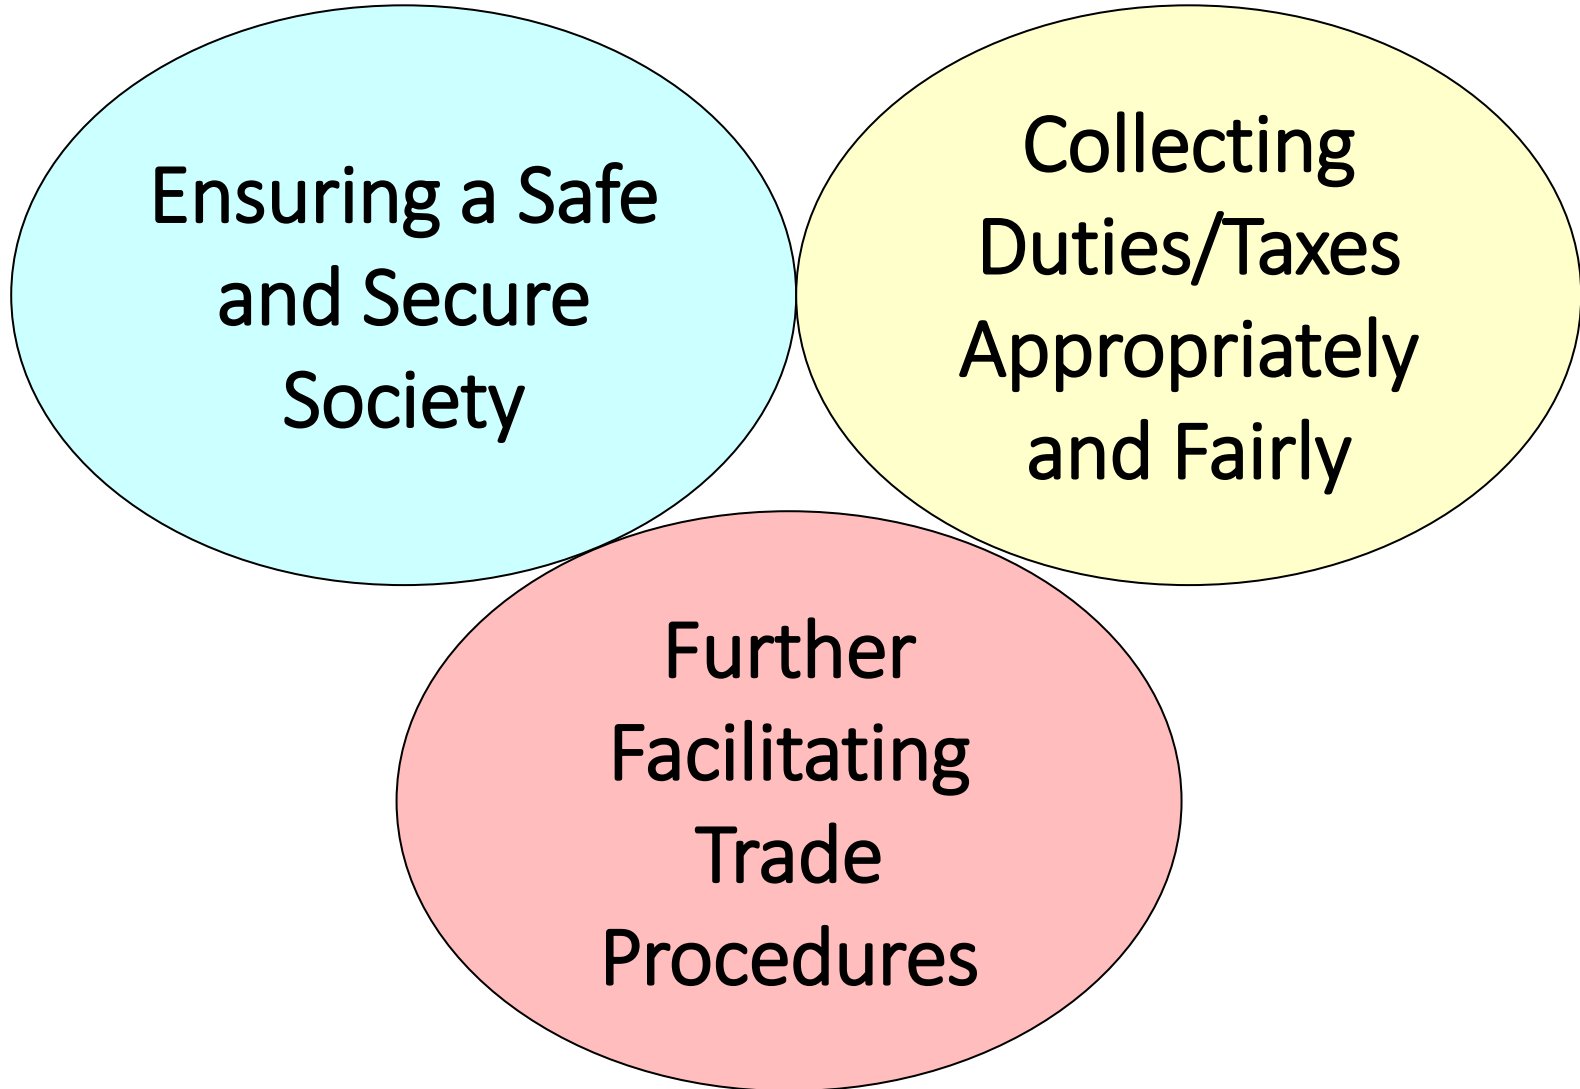 Ensuring a Safe
and Secure
Society
Collecting
Duties/Taxes
Appropriately
and Fairly
Further
Facilitating
Trade
Procedures